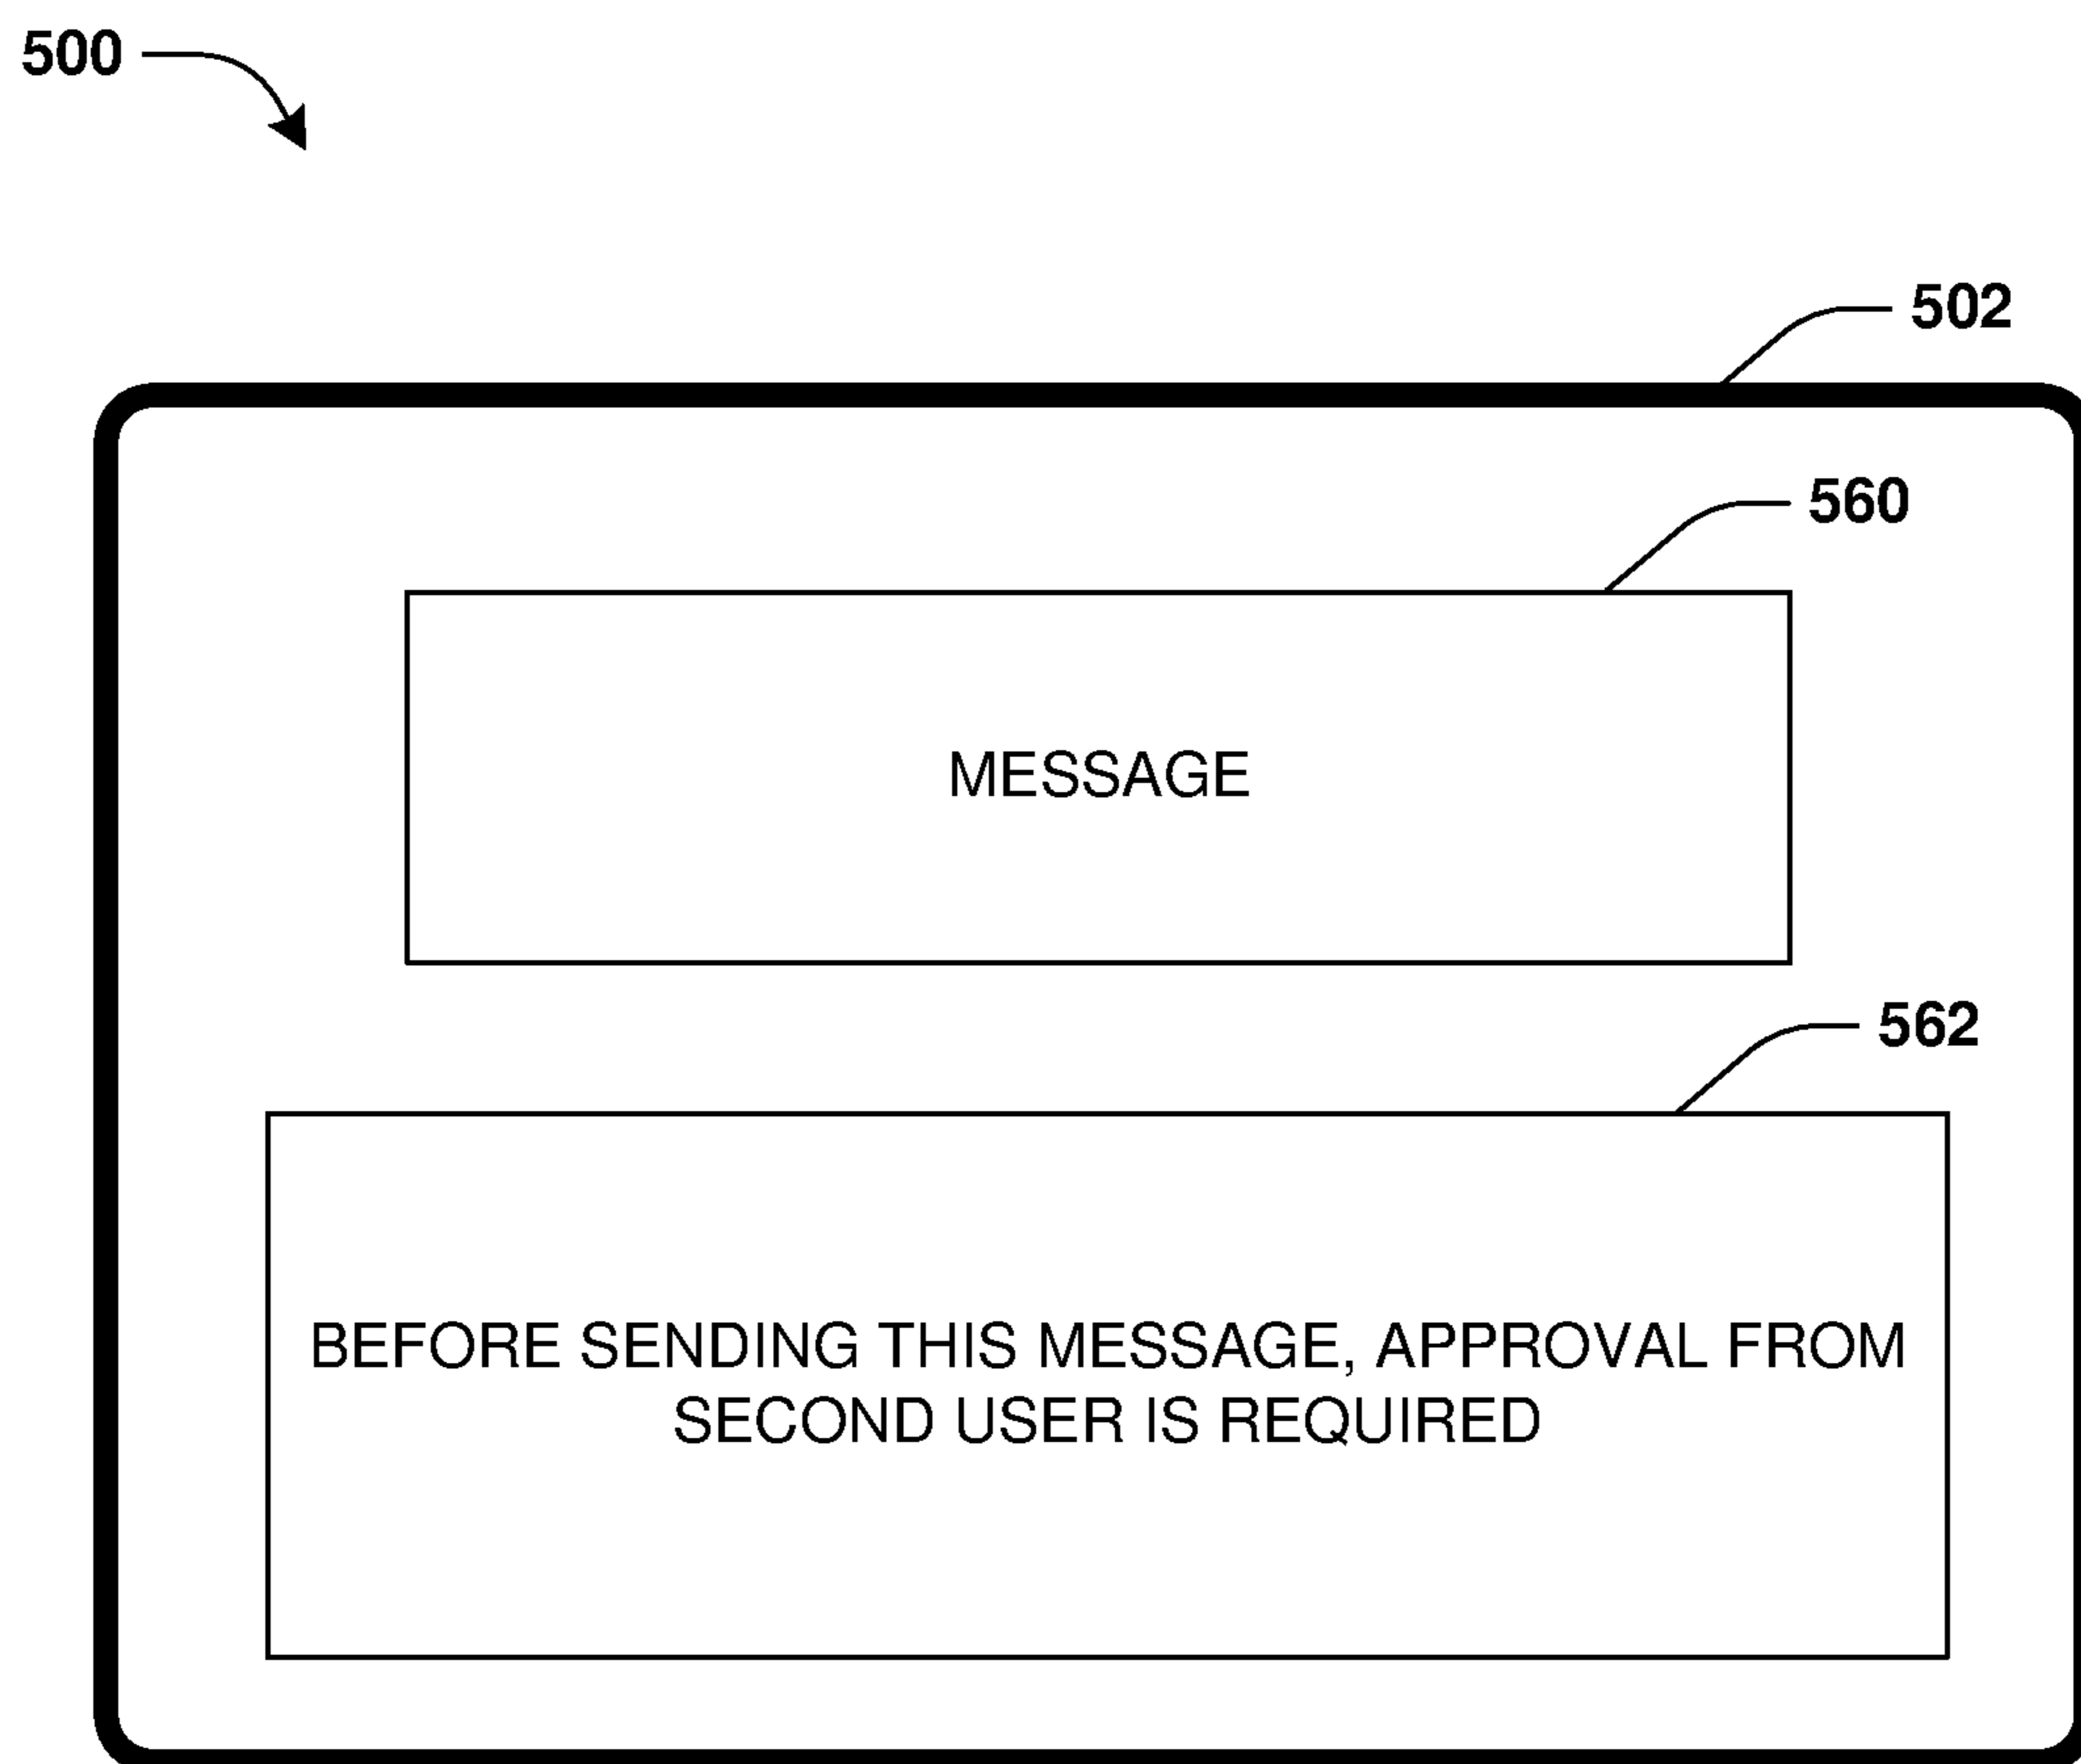 500
502
560
MESSAGE
562
BEFORE SENDING THIS MESSAGE, APPROVAL FROM
SECOND USER IS REQUIRED